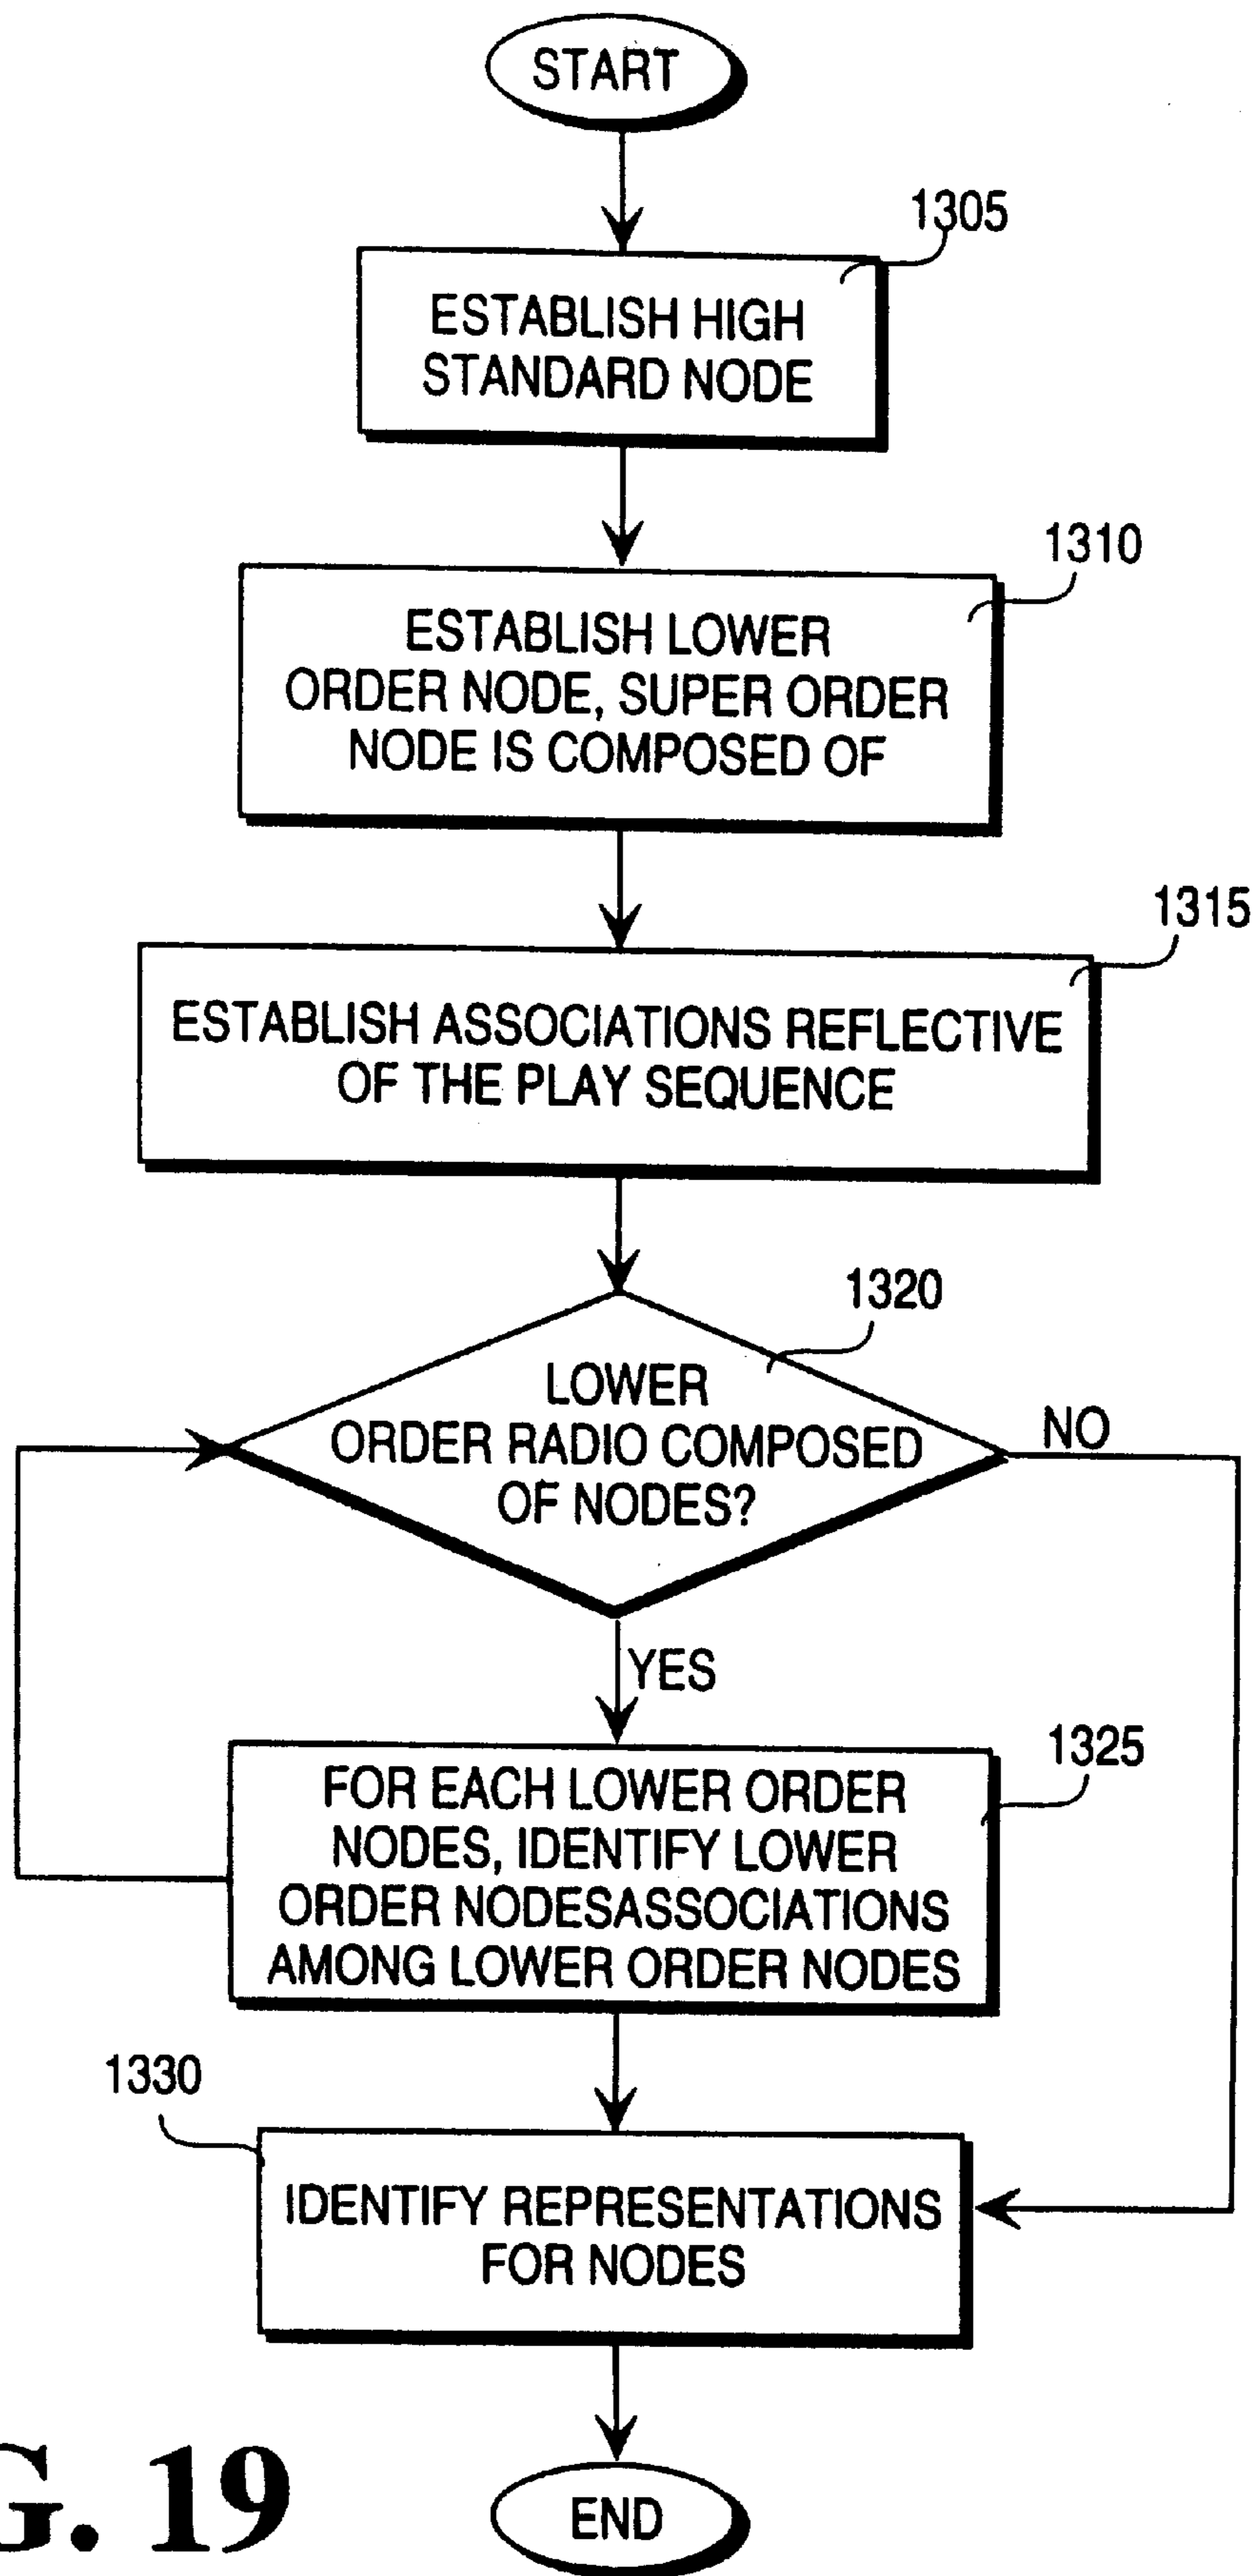 START
1305
ESTABLISH HIGH
STANDARD NODE
1310
ESTABLISH LOWER
ORDER NODE, SUPER ORDER
NODE IS COMPOSED OF
1315
ESTABLISH ASSOCIATIONS REFLECTIVE
OF THE PLAY SEQUENCE
1320
LOWER
ORDER RADIO COMPOSED
OF NODES?
NO
YES
1325
FOR EACH LOWER ORDER
NODES, IDENTIFY LOWER
ORDER NODESASSOCIATIONS
AMONG LOWER ORDER NODES
1330
IDENTIFY REPRESENTATIONS
FOR NODES
END
G. 19